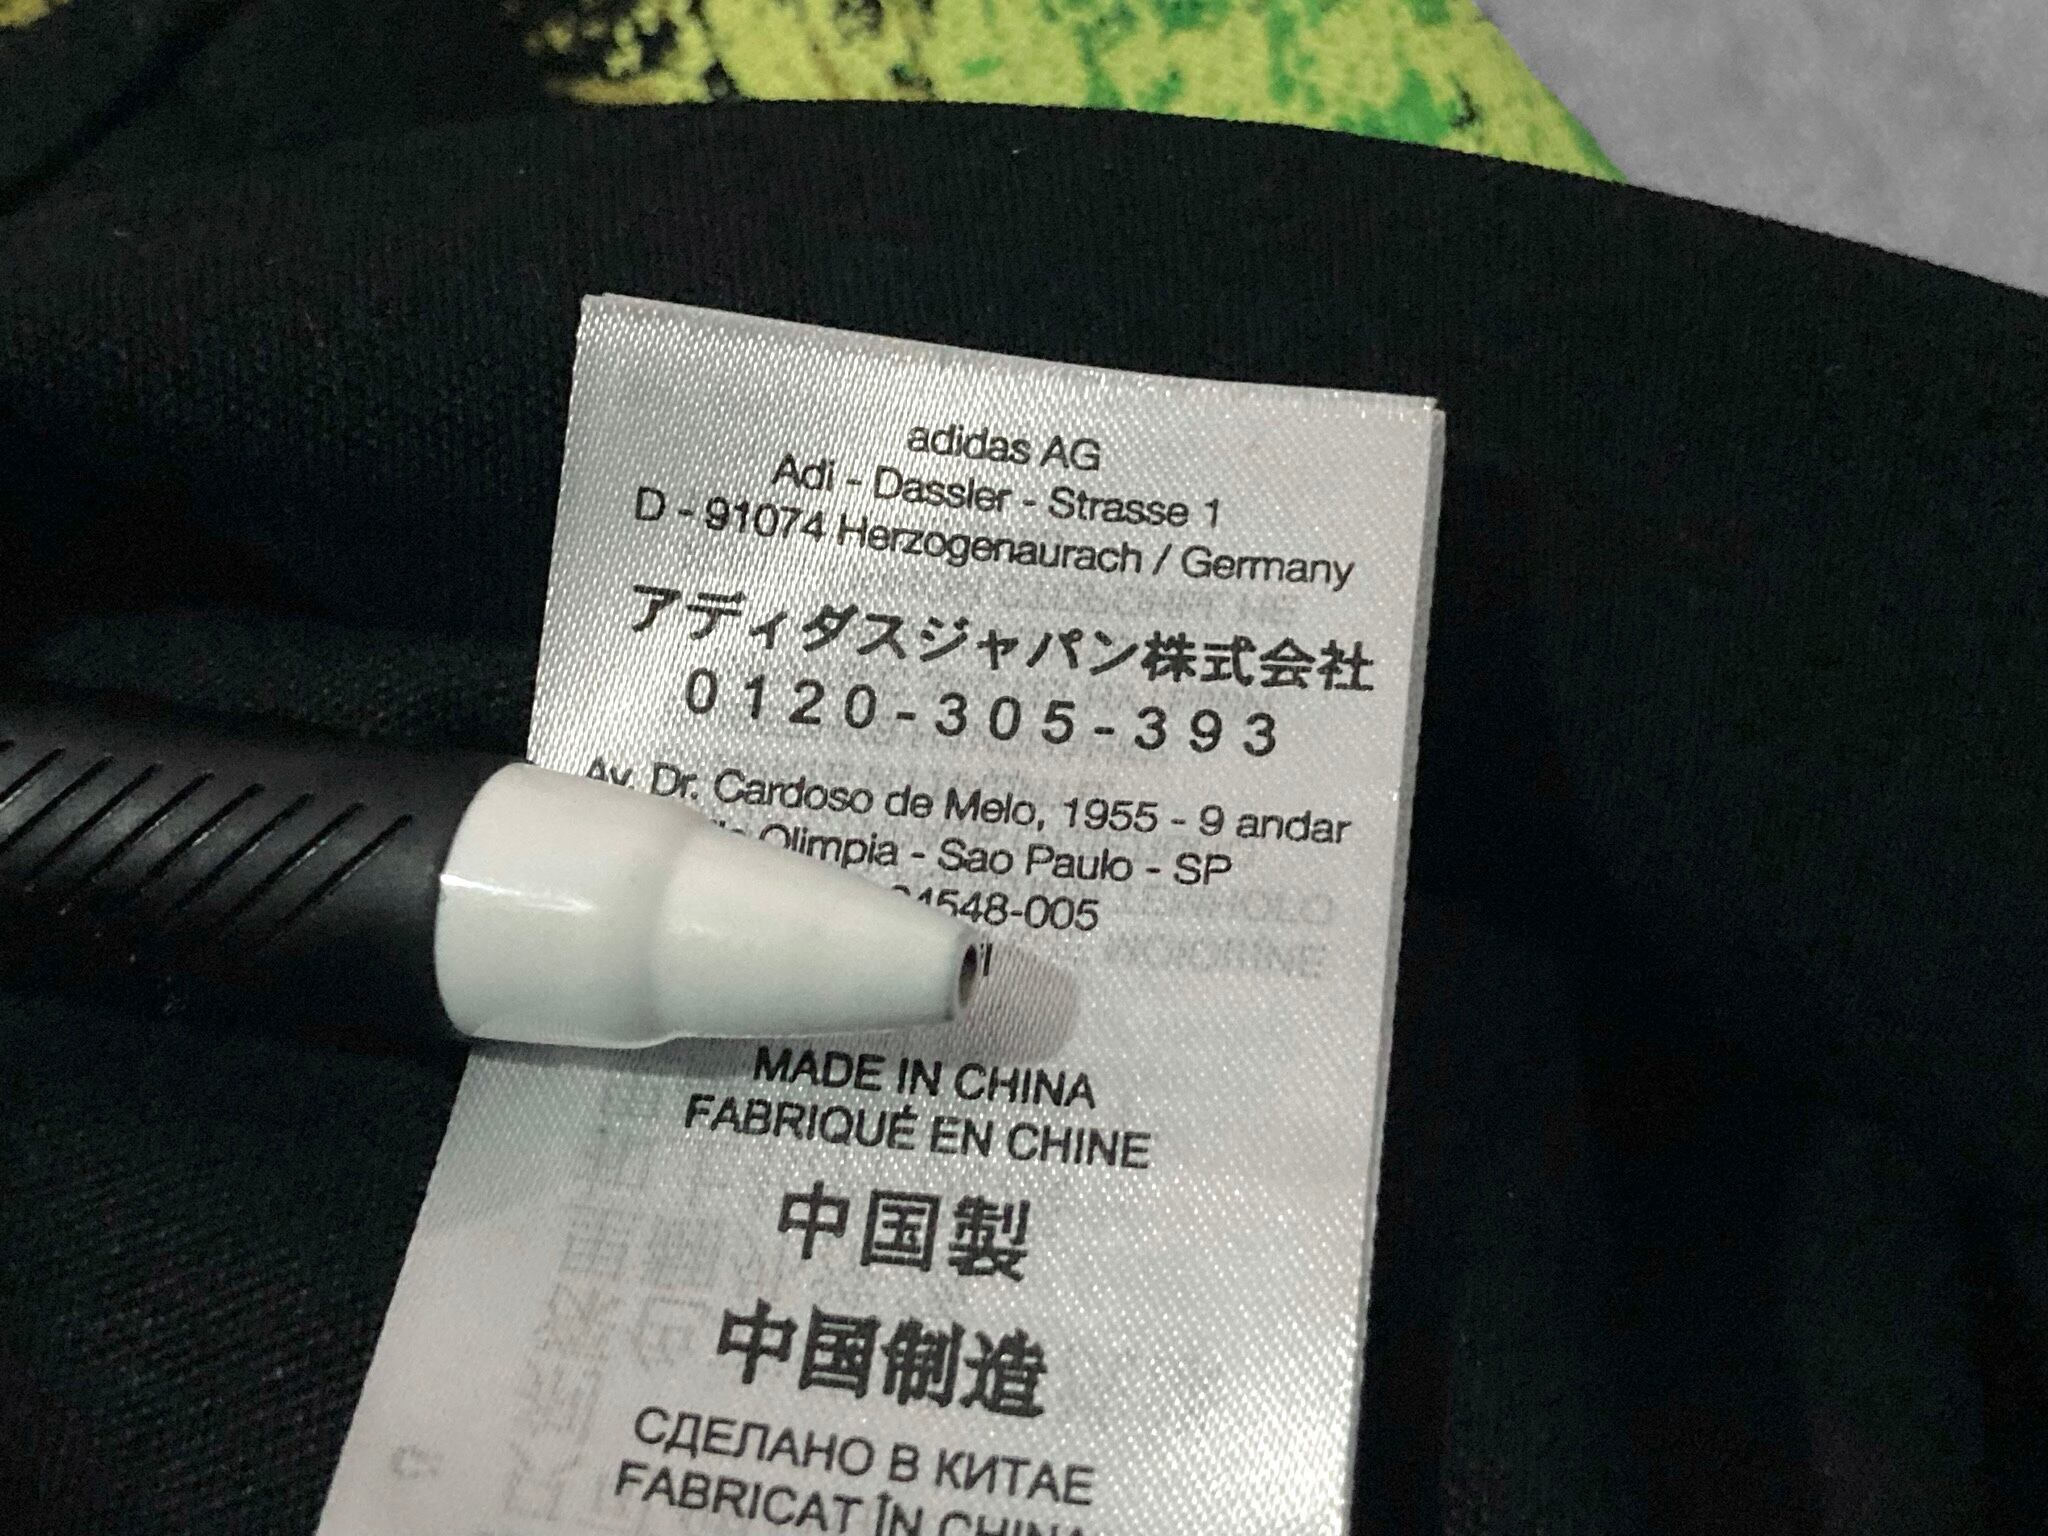 adidas AG
Adi - Dassler - Strasse 1
D - 91074 Herzogenaurach / Germany
アディダスジャパン株式会社
0120-305-393
Av. Dr. Cardoso de Melo, 1955 - 9 andar
Olimpia - Sao Paulo - SP
MADE IN CHINA
FABRIQUÉ EN CHINE
中国製
中国制造
СДЕЛАНО В КИТАЕ
FABRICAT ÎN CHINA